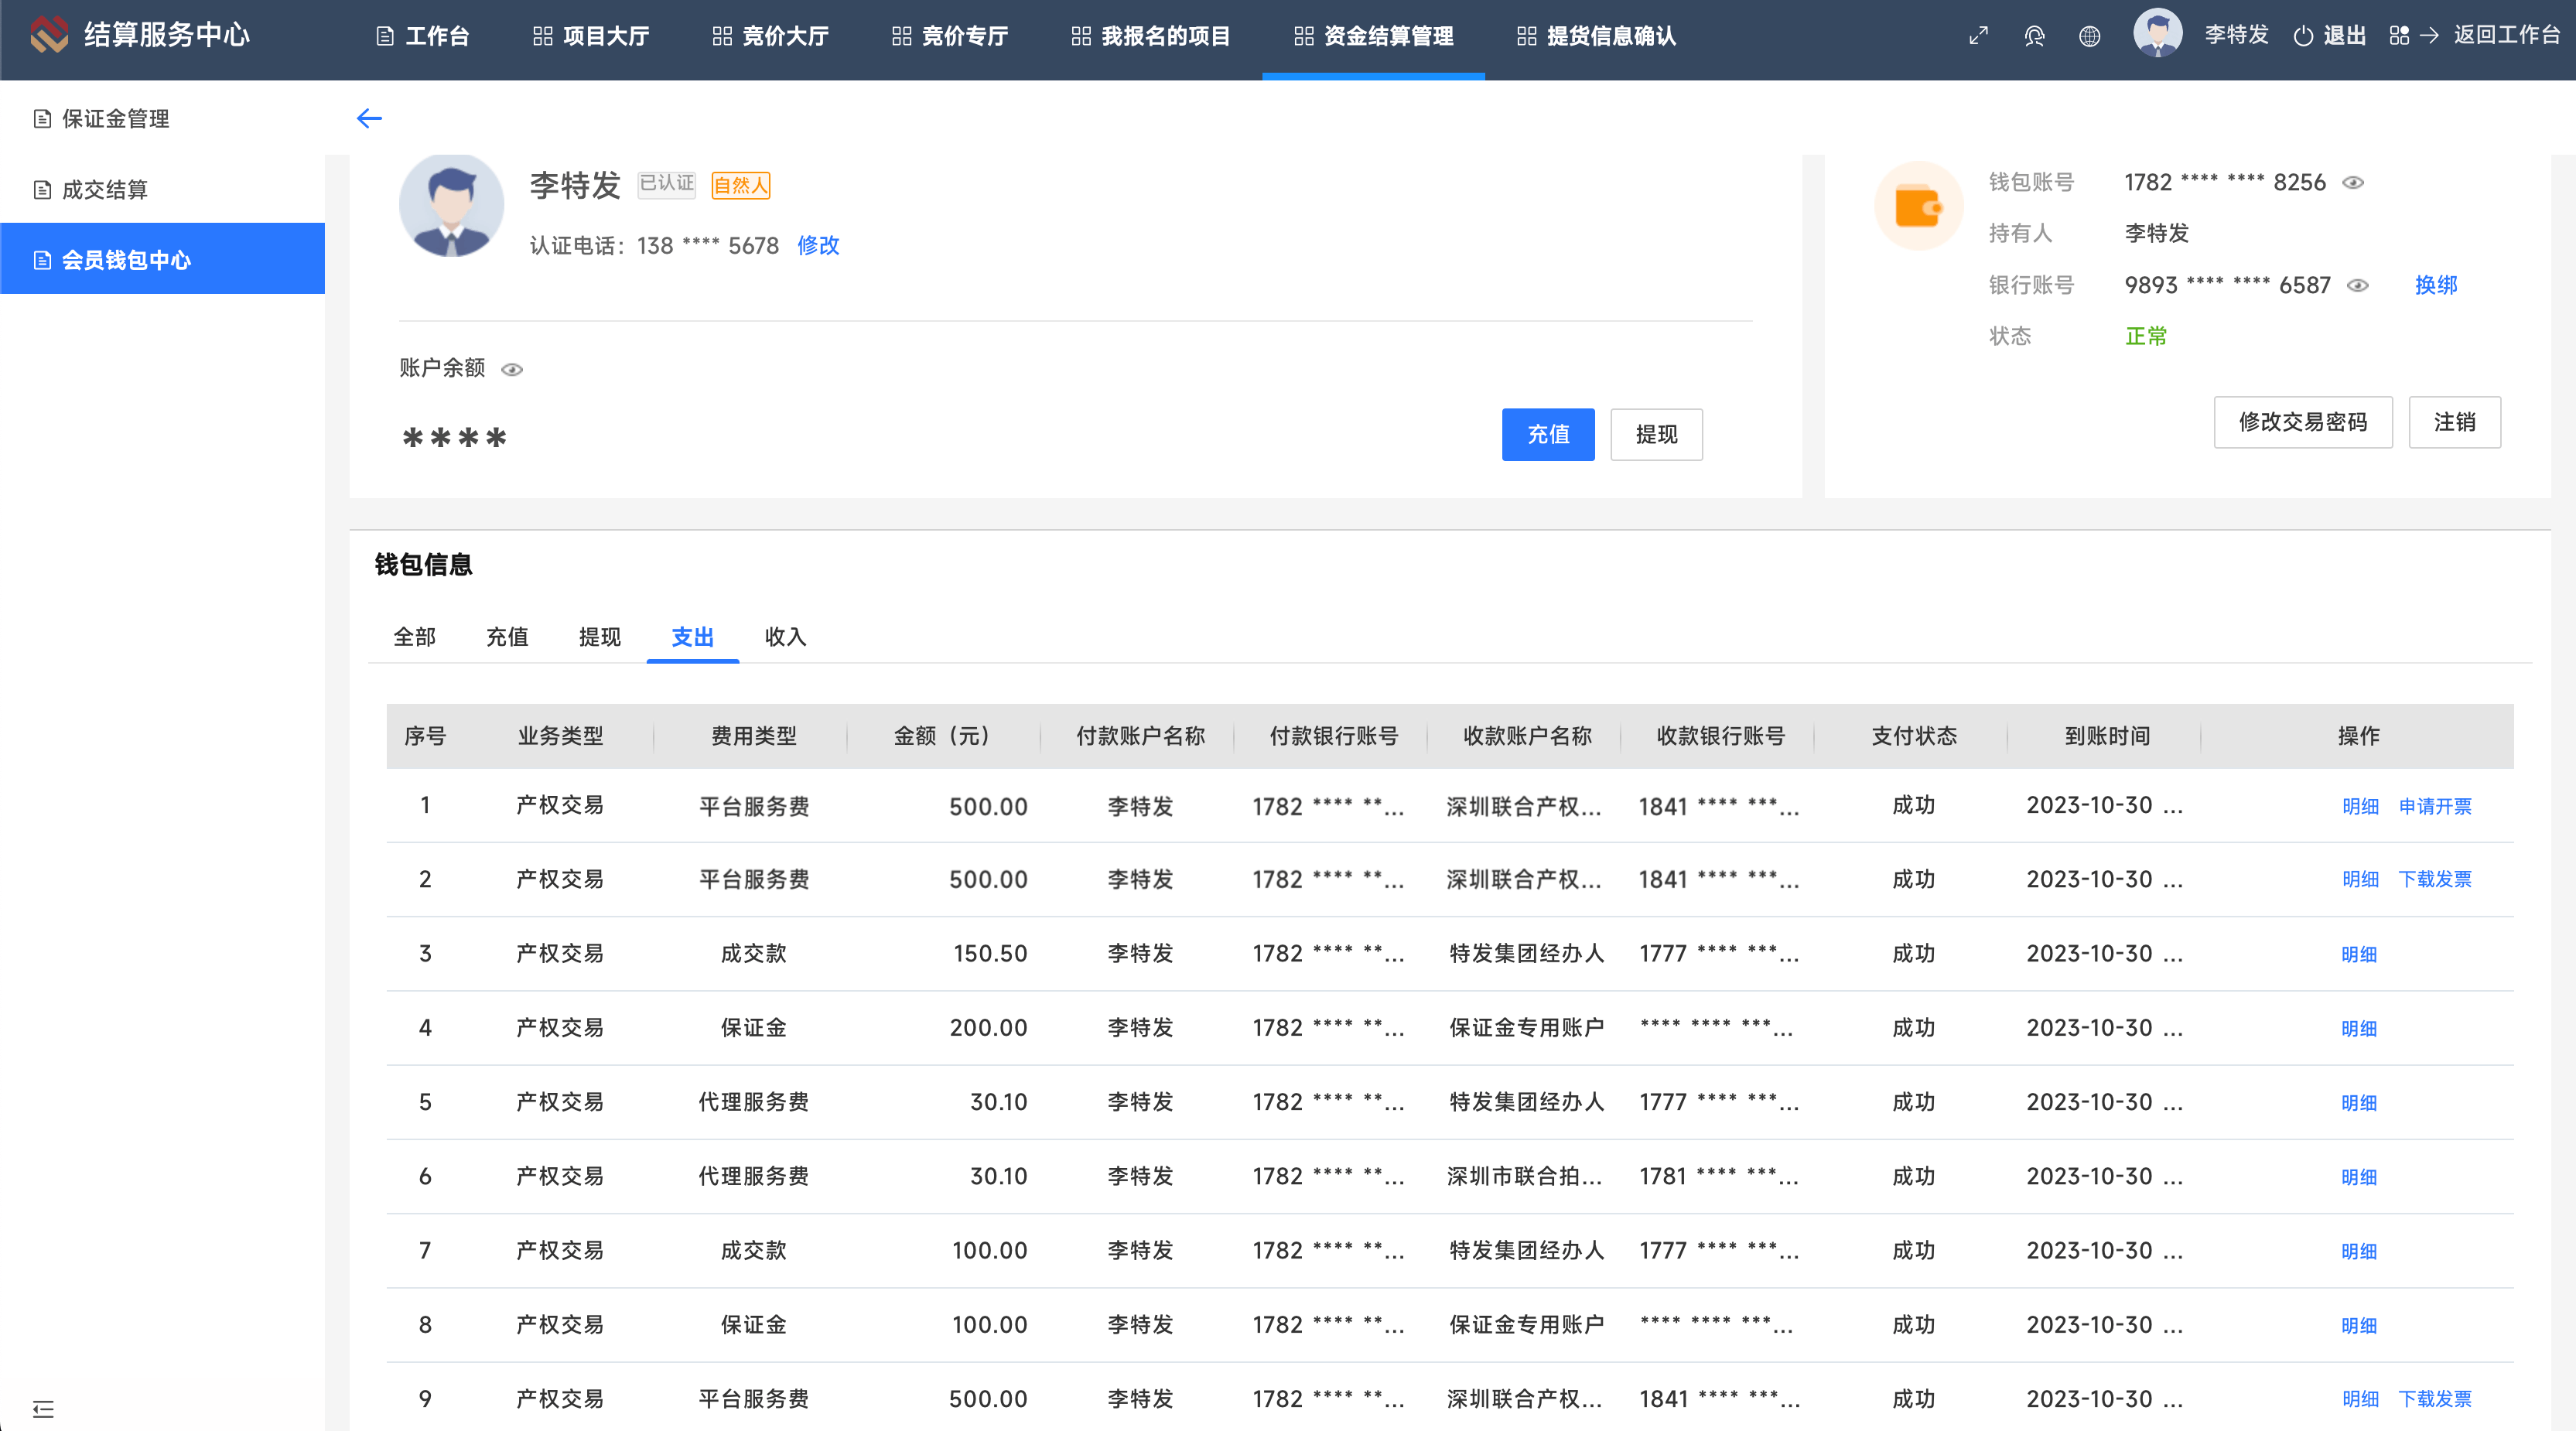 结算服务中心 工作台 项目大厅 竞价大厅 竞价专厅 我报名的项目 资金结算管理 提货信息确认 李特发 退出 返回工作台
保证金管理
成交结算
会员钱包中心
李特发 已认证 自然人
认证电话：138 **** 5678 修改
账户余额
****
充值 提现
钱包账号 1782 **** **** 8256
持有人 李特发
银行账号 9893 **** **** 6587 换绑
状态 正常
修改交易密码 注销
钱包信息
全部 充值 提现 支出 收入
序号 业务类型 费用类型 金额（元） 付款账户名称 付款银行账号 收款账户名称 收款银行账号 支付状态 到账时间 操作
1 产权交易 平台服务费 500.00 李特发 1782 **** **... 深圳联合产权... 1841 **** ***... 成功 2023-10-30 ... 明细 申请开票
2 产权交易 平台服务费 500.00 李特发 1782 **** **... 深圳联合产权... 1841 **** ***... 成功 2023-10-30 ... 明细 下载发票
3 产权交易 成交款 150.50 李特发 1782 **** **... 特发集团经办人 1777 **** ***... 成功 2023-10-30 ... 明细
4 产权交易 保证金 200.00 李特发 1782 **** **... 保证金专用账户 **** **** ***... 成功 2023-10-30 ... 明细
5 产权交易 代理服务费 30.10 李特发 1782 **** **... 特发集团经办人 1777 **** ***... 成功 2023-10-30 ... 明细
6 产权交易 代理服务费 30.10 李特发 1782 **** **... 深圳市联合拍... 1781 **** ***... 成功 2023-10-30 ... 明细
7 产权交易 成交款 100.00 李特发 1782 **** **... 特发集团经办人 1777 **** ***... 成功 2023-10-30 ... 明细
8 产权交易 保证金 100.00 李特发 1782 **** **... 保证金专用账户 **** **** ***... 成功 2023-10-30 ... 明细
9 产权交易 平台服务费 500.00 李特发 1782 **** **... 深圳联合产权... 1841 **** ***... 成功 2023-10-30 ... 明细 下载发票